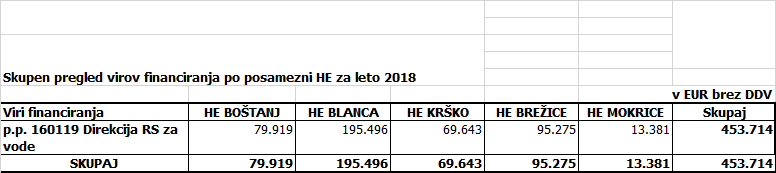 Skupen pregled virov financiranja po posamezni HE za leto 2018
v EUR brez DDV
Viri financiranja HE BOŠTANJ HE BLANCA HE KRŠKO HE BREŽICE HE MOKRICE Skupaj
p.p. 160119 Direkcija RS za vode 79.919 195.496 69.643 95.275 13.381 453.714
SKUPAJ 79.919 195.496 69.643 95.275 13.381 453.714